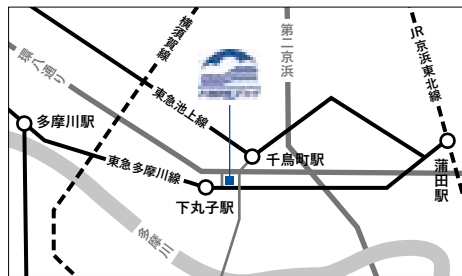 環八通り
横須賀線
第二京浜
JR京浜東北線
東急池上線
多摩川駅
千鳥町駅
蒲田駅
東急多摩川線
下丸子駅
多摩川